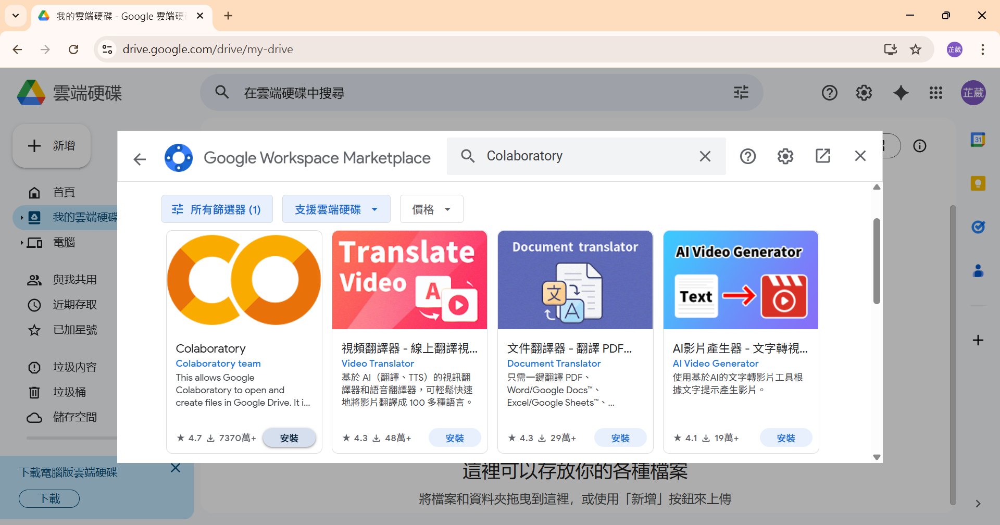 我的雲端硬碟 - Google 雲端硬
drive.google.com/drive/my-drive
芷葳
雲端硬碟
在雲端硬碟中搜尋
芷葳
新增
首頁
我的雲端硬碟
電腦
與我共用
近期存取
已加星號
垃圾內容
垃圾桶
儲存空間
下載電腦版雲端硬碟
下載
31
Google Workspace Marketplace
Colaboratory
所有篩選器 (1)
支援雲端硬碟
價格
Colaboratory
Colaboratory team
This allows Google
Colaboratory to open and
create files in Google Drive. It i...
4.7 7370萬+
安裝
Translate
Video
A
視頻翻譯器 - 線上翻譯視...
Video Translator
基於 AI（翻譯、TTS）的視訊翻
譯器和語音翻譯器，可輕鬆快速
地將影片翻譯成 100 多種語言。
4.3 48萬+
安裝
Document translator
文
A
文件翻譯器 - 翻譯 PDF...
Document Translator
只需一鍵翻譯 PDF、
Word/Google Docs™、
Excel/Google Sheets™、...
4.3 29萬+
安裝
AI Video Generator
Text
AI影片產生器 - 文字轉視...
AI Video Generator
使用基於AI的文字轉影片工具根
據文字提示產生影片。
4.1 19萬+
安裝
這裡可以存放你的各種檔案
將檔案和資料夾拖曳到這裡，或使用「新增」按鈕來上傳